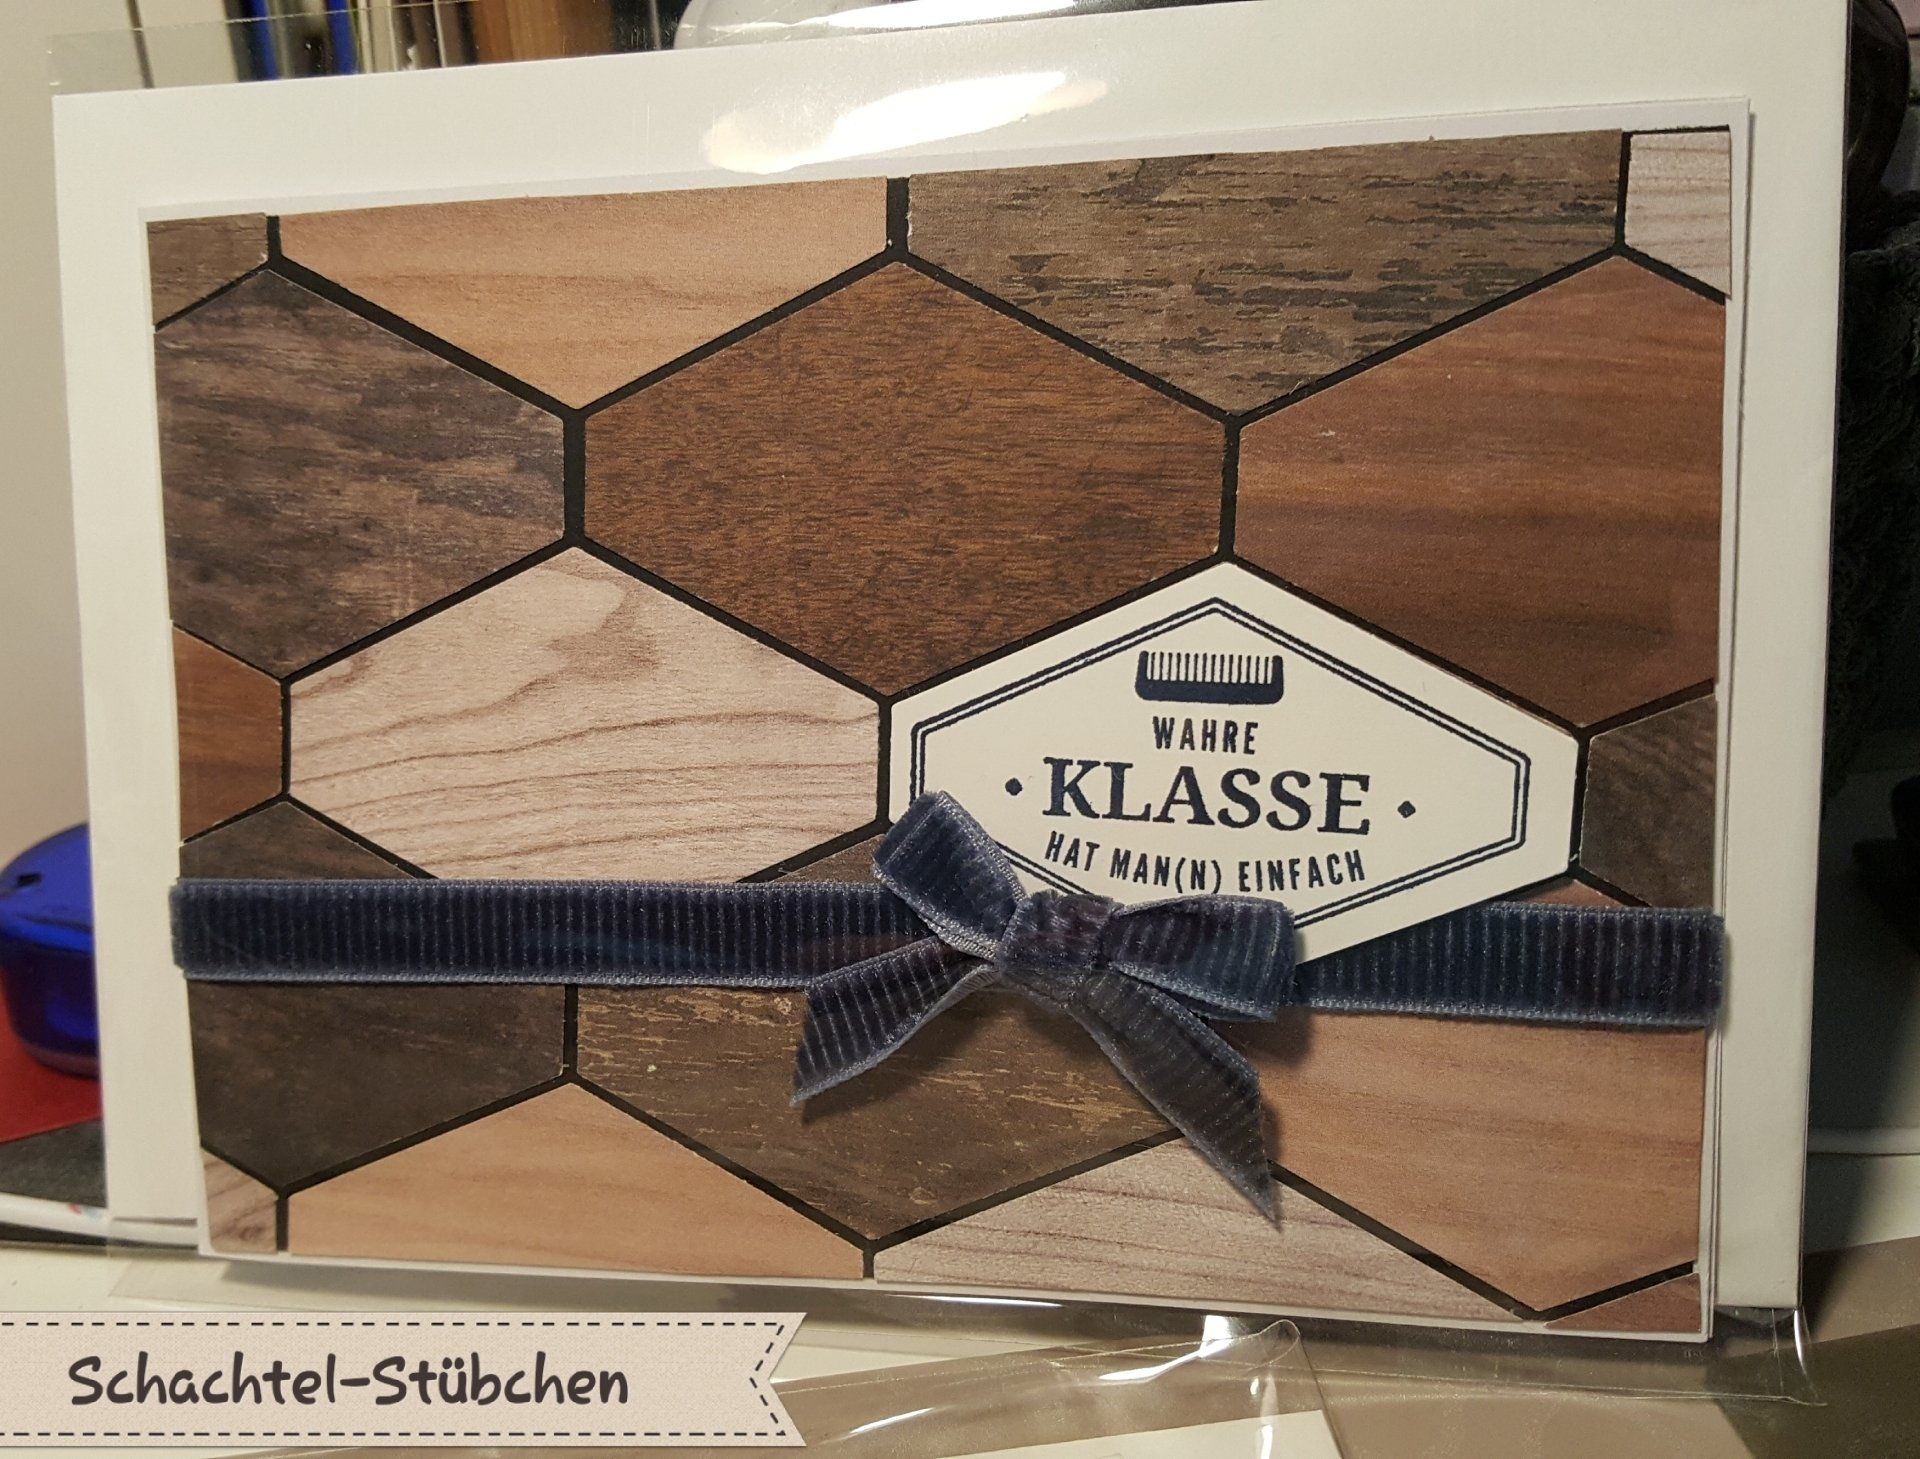 WAHRE
KLASSE
HAT MAN(N) EINFACH
Schachtel-Stübchen